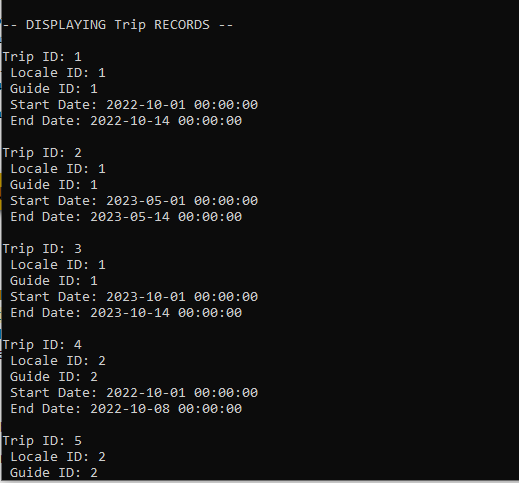 -- DISPLAYING Trip RECORDS --
Trip ID: 1
Locale ID: 1
Guide ID: 1
Start Date: 2022-10-01 00:00:00
End Date: 2022-10-14 00:00:00
Trip ID: 2
Locale ID: 1
Guide ID: 1
Start Date: 2023-05-01 00:00:00
End Date: 2023-05-14 00:00:00
Trip ID: 3
Locale ID: 1
Guide ID: 1
Start Date: 2023-10-01 00:00:00
End Date: 2023-10-14 00:00:00
Trip ID: 4
Locale ID: 2
Guide ID: 2
Start Date: 2022-10-01 00:00:00
End Date: 2022-10-08 00:00:00
Trip ID: 5
Locale ID: 2
Guide ID: 2